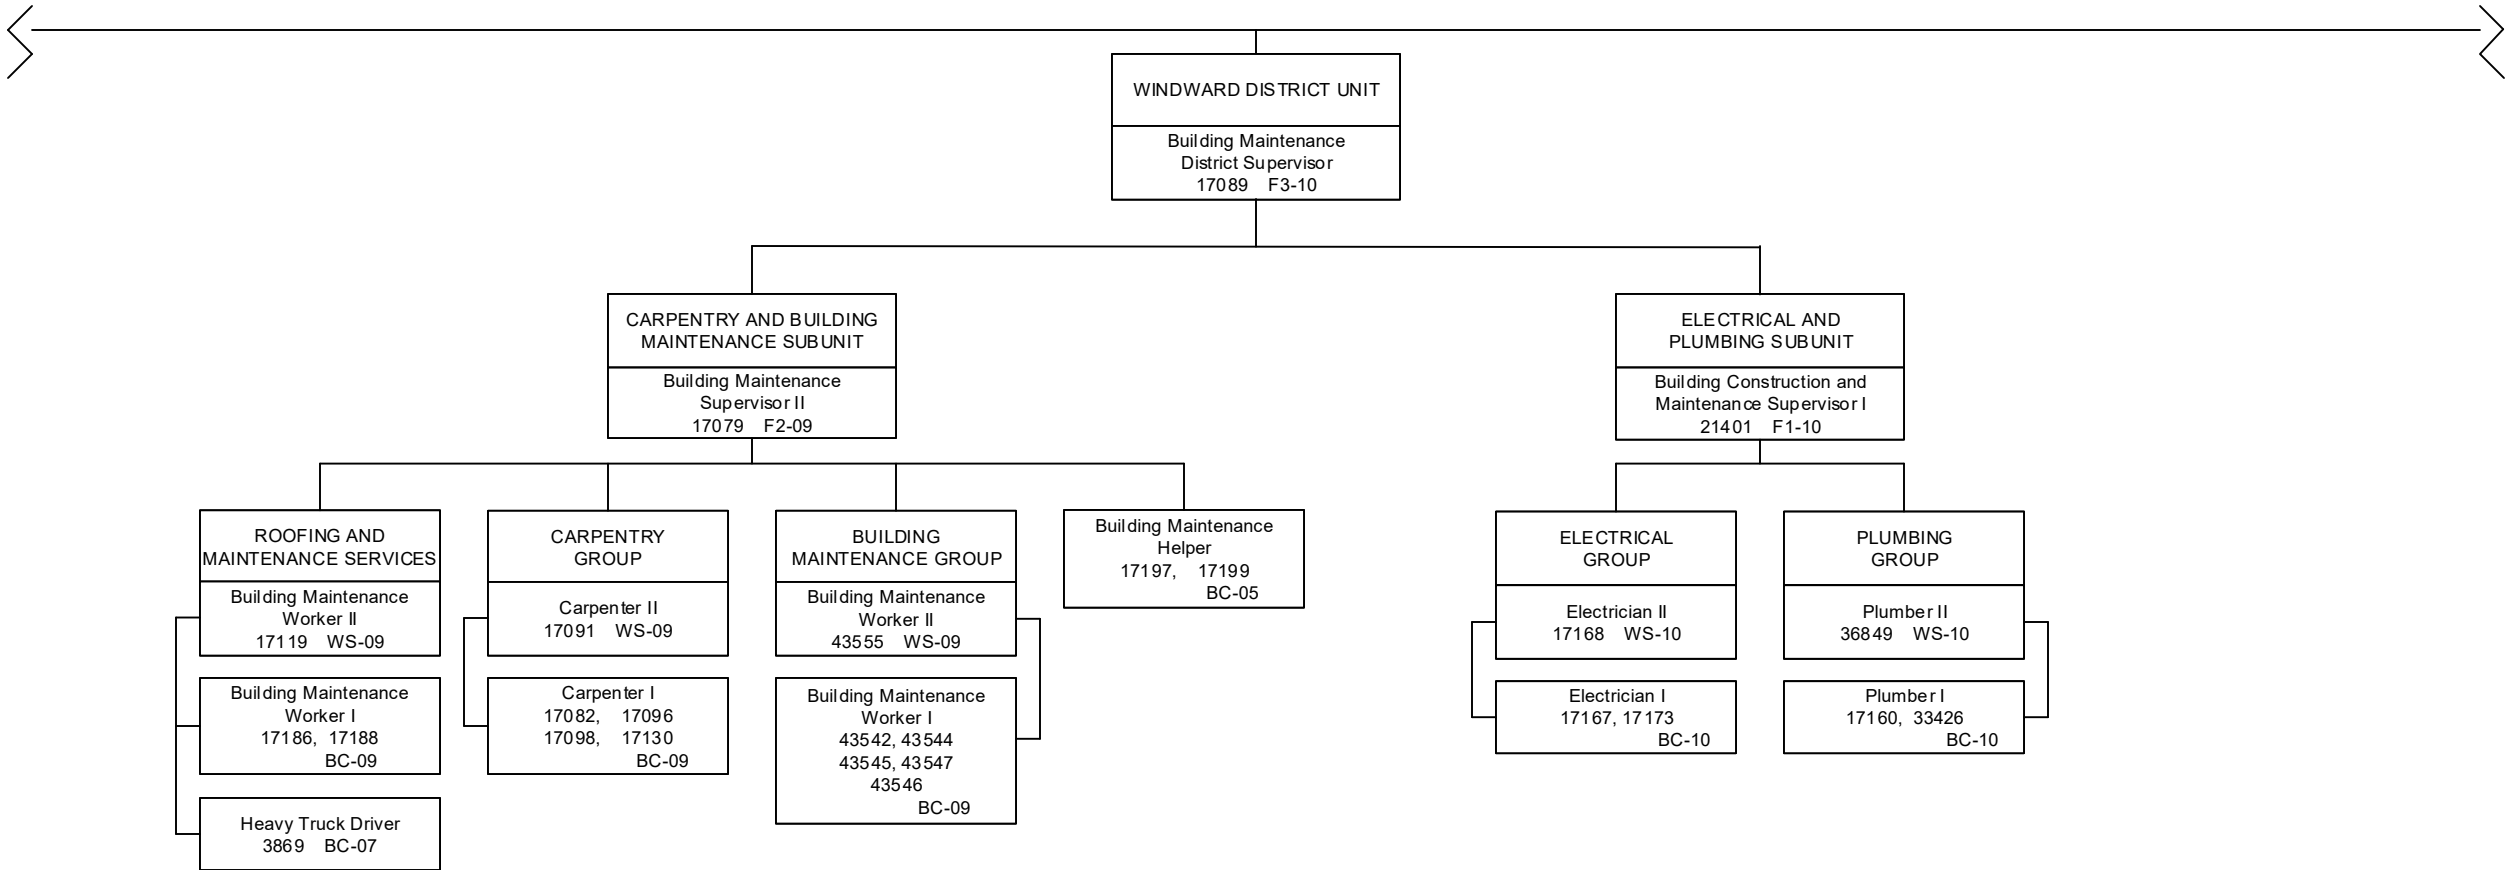 WINDWARD DISTRICT UNIT
Building Maintenance
District Supervisor
17089 F3-10
CARPENTRY AND BUILDING
MAINTENANCE SUBUNIT
Building Maintenance
Supervisor II
17079 F2-09
ELECTRICAL AND
PLUMBING SUBUNIT
Building Construction and
Maintenance Supervisor I
21401 F1-10
ROOFING AND
MAINTENANCE SERVICES
Building Maintenance
Worker II
17119 WS-09
Building Maintenance
Worker I
17186, 17188
BC-09
Heavy Truck Driver
3869 BC-07
CARPENTRY
GROUP
Carpenter II
17091 WS-09
Carpenter I
17082, 17096
17098, 17130
BC-09
BUILDING
MAINTENANCE GROUP
Building Maintenance
Worker II
43555 WS-09
Building Maintenance
Worker I
43542, 43544
43545, 43547
43546
BC-09
Building Maintenance
Helper
17197, 17199
BC-05
ELECTRICAL
GROUP
Electrician II
17168 WS-10
Electrician I
17167, 17173
BC-10
PLUMBING
GROUP
Plumber II
36849 WS-10
Plumber I
17160, 33426
BC-10